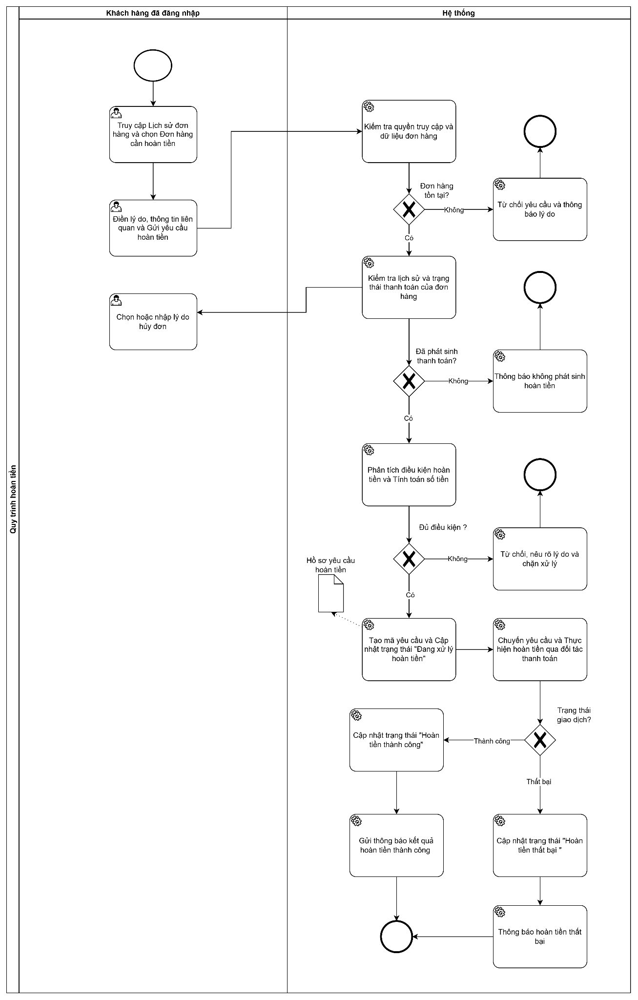 Khách hàng đã đăng nhập
Hệ thống
Quy trình hoàn tiền
Truy cập Lịch sử đơn
hàng và chọn Đơn hàng
cần hoàn tiền
Kiểm tra quyền truy cập và
dữ liệu đơn hàng
Đơn hàng
tồn tại?
Không
Từ chối yêu cầu và thông
báo lý do
Điền lý do, thông tin liên
quan và Gửi yêu cầu
hoàn tiền
Có
Kiểm tra lịch sử và trạng
thái thanh toán của đơn
hàng
Chọn hoặc nhập lý do
hủy đơn
Đã phát sinh
thanh toán?
Không
Thông báo không phát sinh
hoàn tiền
Có
Phân tích điều kiện hoàn
tiền và Tính toán số tiền
Đủ điều kiện ?
Không
Từ chối, nêu rõ lý do và
chặn xử lý
Hồ sơ yêu cầu
hoàn tiền
Có
Tạo mã yêu cầu và Cập
nhật trạng thái "Đang xử lý
hoàn tiền"
Chuyển yêu cầu và Thực
hiện hoàn tiền qua đối tác
thanh toán
Trạng thái
giao dịch?
Thành công
Cập nhật trạng thái "Hoàn
tiền thành công"
Thất bại
Gửi thông báo kết quả
hoàn tiền thành công
Cập nhật trạng thái "Hoàn
tiền thất bại "
Thông báo hoàn tiền thất
bại